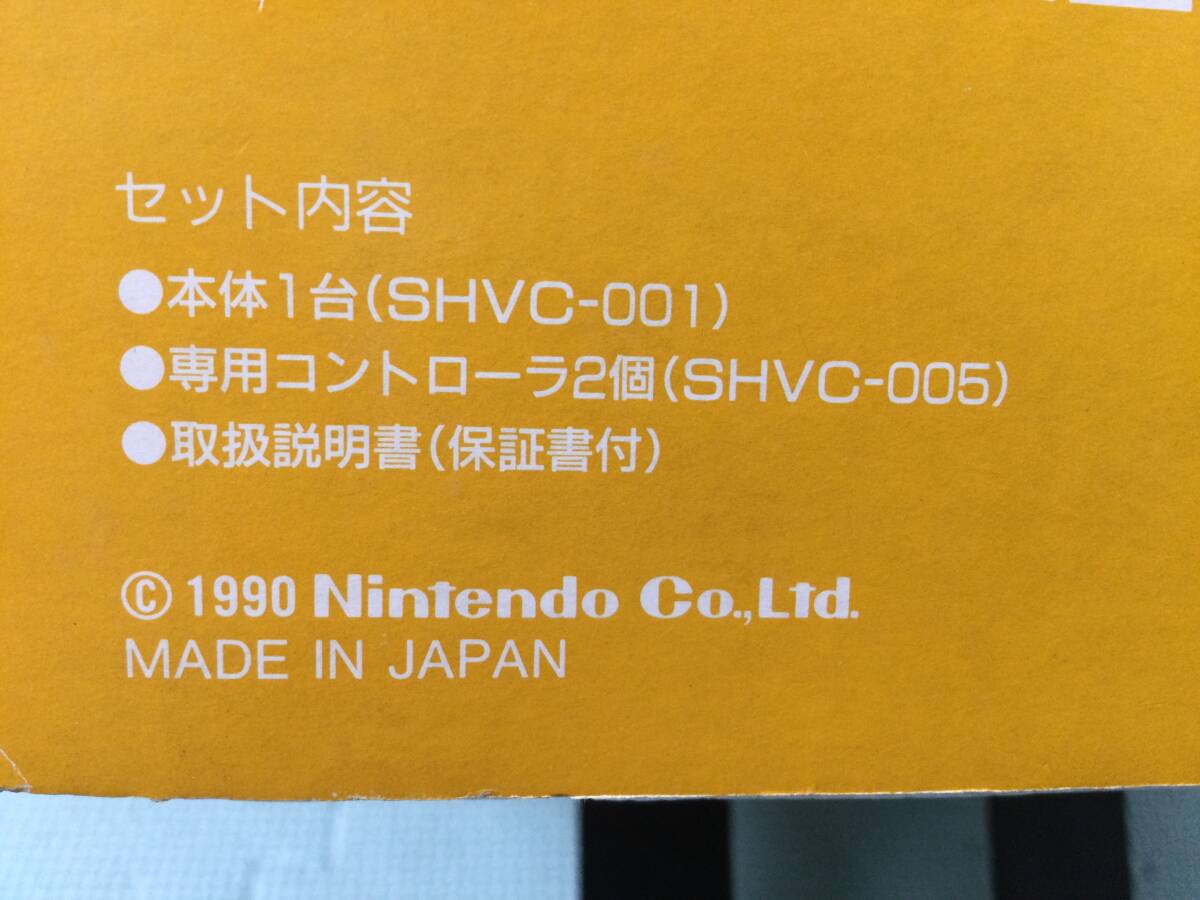 セット内容
●本体1台(SHVC-001)
●専用コントローラ2個(SHVC-005)
●取扱説明書(保証書付)
© 1990 Nintendo Co.,Ltd.
MADE IN JAPAN